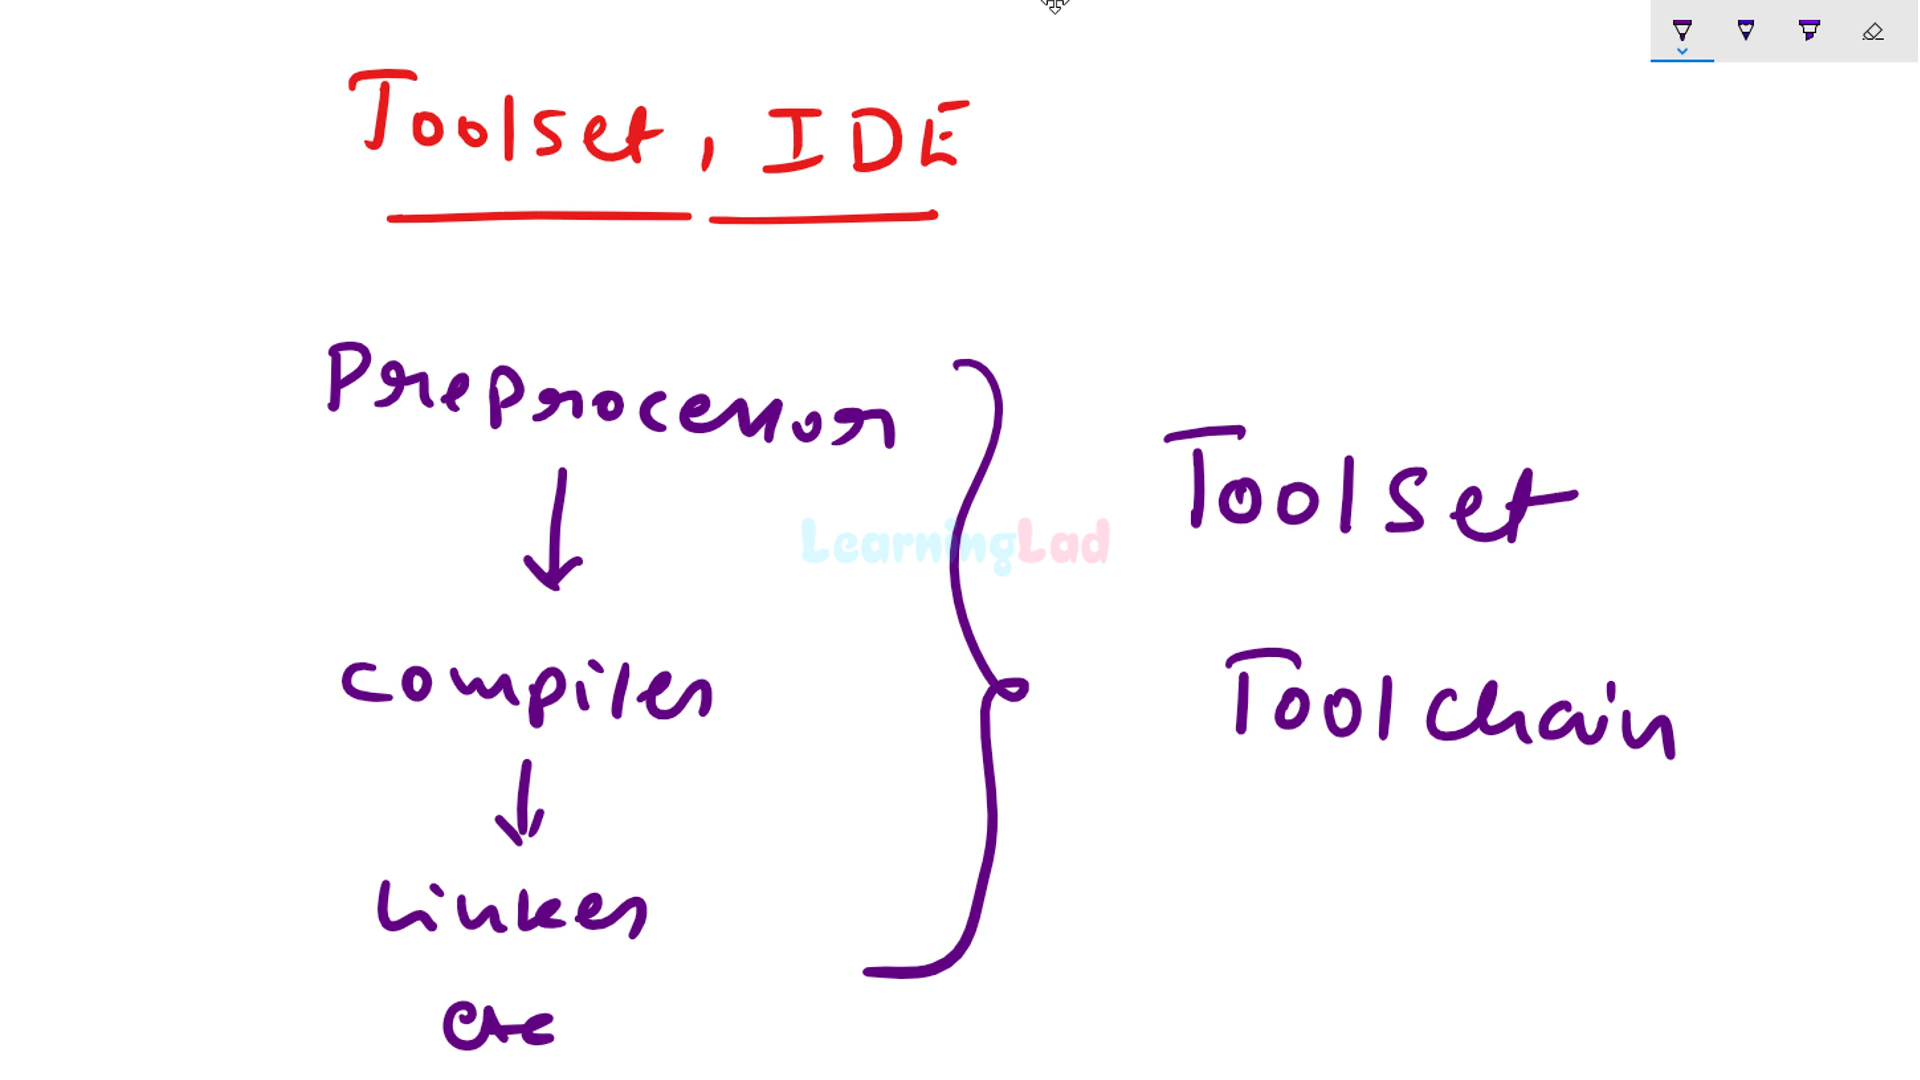 Toolset, IDE
Preprocessor
Toolset
LearningLad
Compiler
Toolchain
Linker
etc